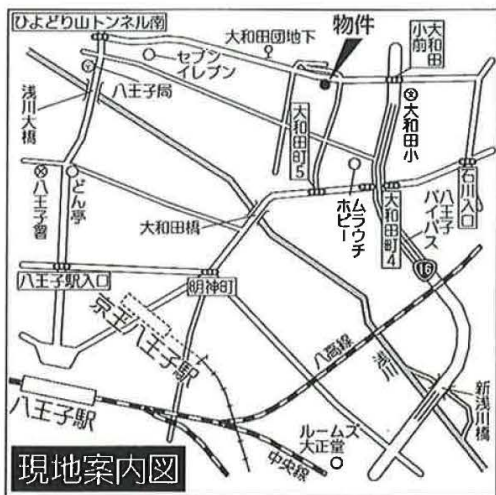 ひよどり山トンネル南
セブン
イレブン
大和田団地下
物件
大和田
小前
八王子局
浅川大橋
大和田小
大和田町5
石川入口
八王子署
どん亭
大和田橋
ムラウチ
ホビー
大和田町4
八王子
バイパス
16
八王子駅入口
明神町
京王八王子駅
八高線
浅川
新浅川橋
八王子駅
ルームズ
大正堂
中央線
現地案内図